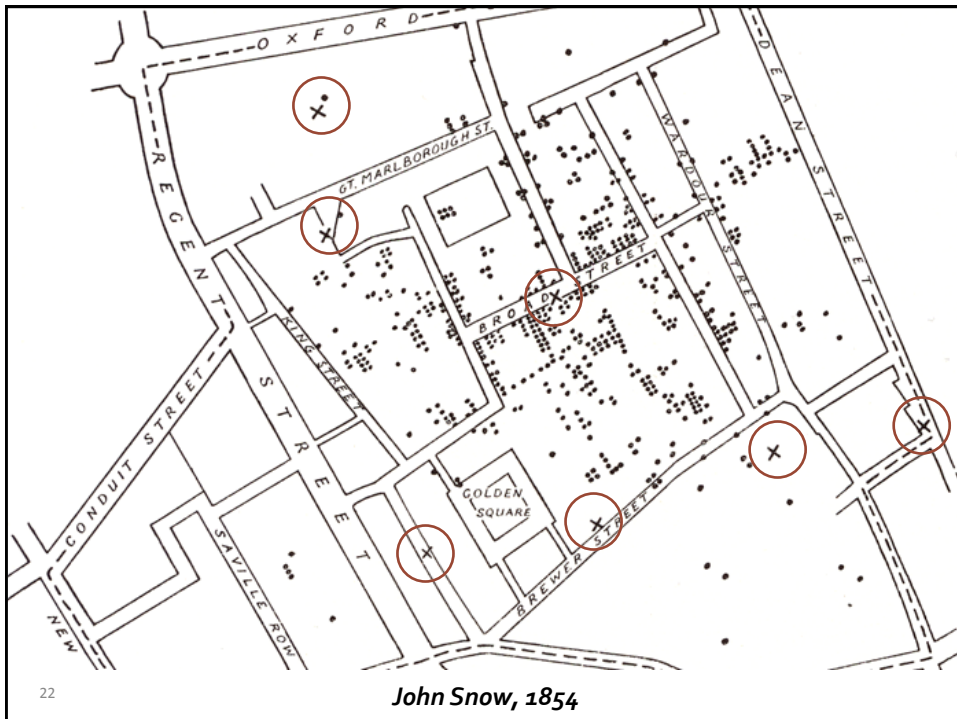 OXFORD
DEAN STREET
REGENT
GT. MARLBOROUGH ST.
WARDOUR
STREET
BROD STREET
KING STREET
STREET
CONDUIT STREET
GOLDEN
SQUARE
SAVILLE ROW
BREWER STREET
NEW
22
John Snow, 1854